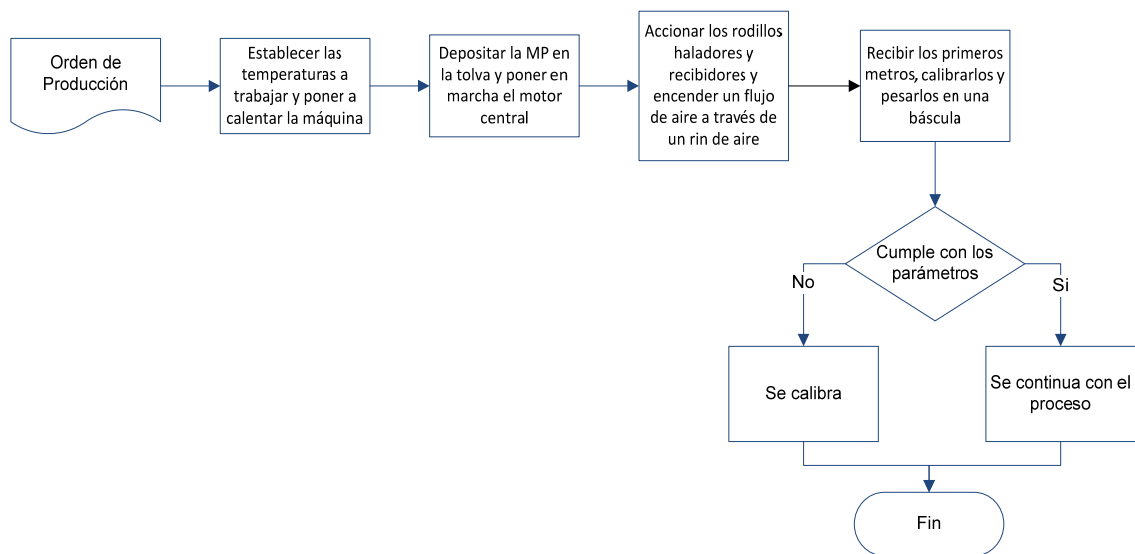 Orden de
Producción
Establecer las
temperaturas a
trabajar y poner a
calentar la máquina
Depositar la MP en
la tolva y poner en
marcha el motor
central
Accionar los rodillos
haladores y
recibidores y
encender un flujo
de aire a través de
un rin de aire
Recibir los primeros
metros, calibrarlos y
pesarlos en una
báscula
Cumple con los
parámetros
No
Si
Se calibra
Se continua con el
proceso
Fin